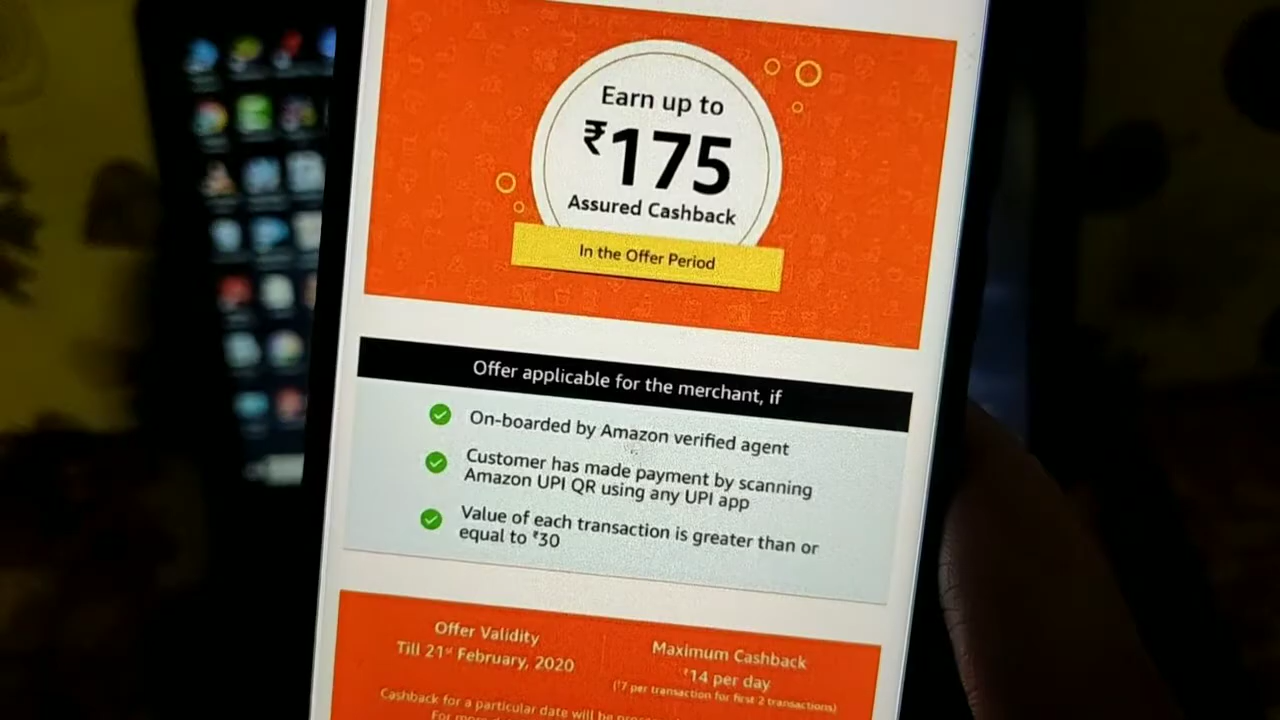 Earn up to
₹175
Assured Cashback
In the Offer Period
Offer applicable for the merchant, if
On-boarded by Amazon verified agent
Customer has made payment by scanning
Amazon UPI QR using any UPI app
Value of each transaction is greater than or
equal to ₹30
Offer Validity
Till 21st February, 2020
Maximum Cashback
₹14 per day
(₹7 per transaction for first 2 transactions)
Cashback for a particular date will be
For more